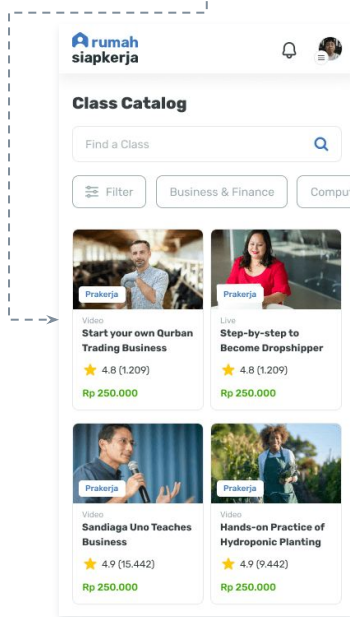 rumah
siapkerja
Class Catalog
Find a Class
Filter
Business & Finance
Comput
Prakerja
Prakerja
Video
Live
Start your own Qurban
Trading Business
Step-by-step to
Become Dropshipper
4.8 (1.209)
4.8 (1.209)
Rp 250.000
Rp 250.000
Prakerja
Prakerja
Video
Video
Sandiaga Uno Teaches
Business
Hands-on Practice of
Hydroponic Planting
4.9 (15.442)
4.9 (9.442)
Rp 250.000
Rp 250.000